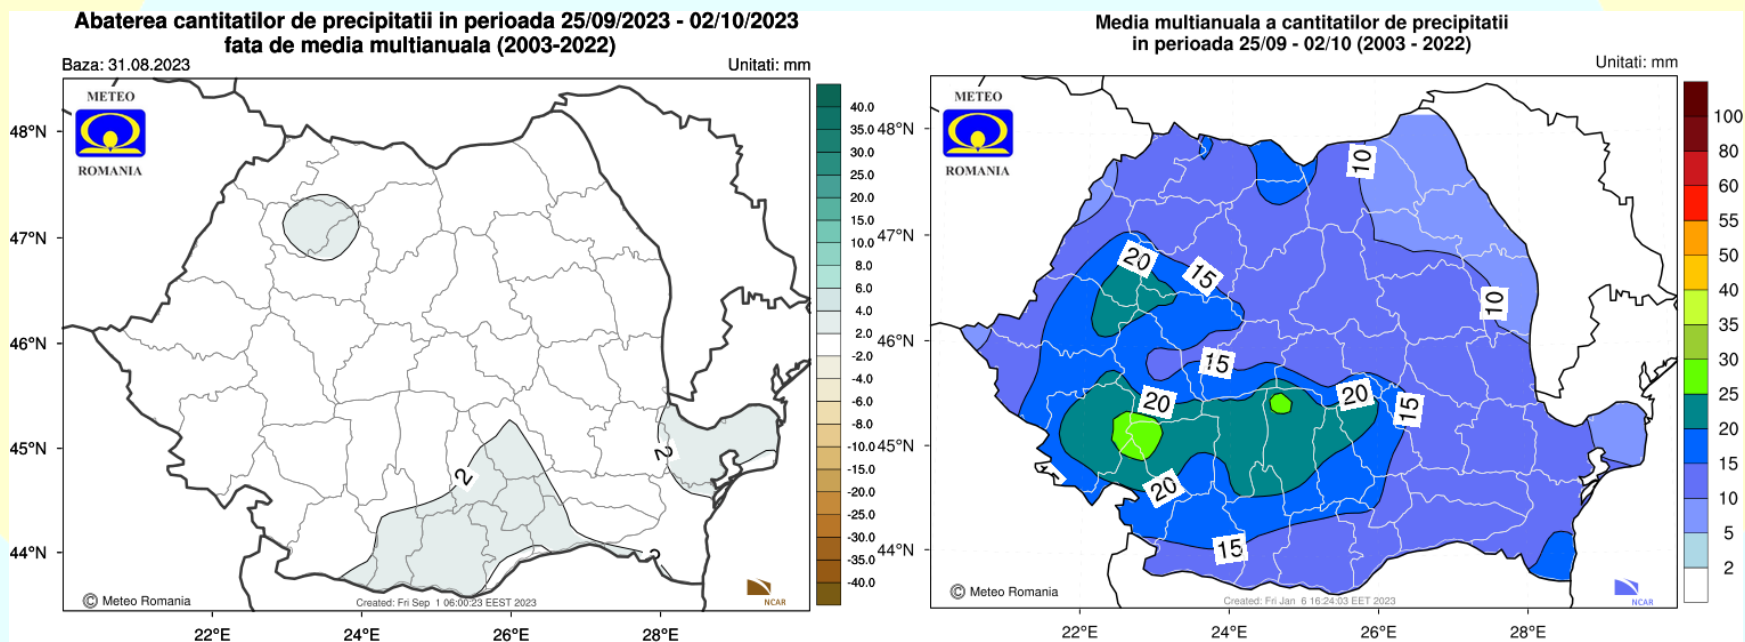 Abaterea cantitatilor de precipitatii in perioada 25/09/2023 - 02/10/2023
fata de media multianuala (2003-2022)
Baza: 31.08.2023
Unitati: mm
METEO
ROMANIA
48°N
47°N
46°N
45°N
44°N
2
2
2
40.0
35.0
30.0
25.0
20.0
15.0
10.0
8.0
6.0
4.0
2.0
-2.0
-4.0
-6.0
-8.0
-10.0
-15.0
-20.0
-25.0
-30.0
-35.0
-40.0
© Meteo Romania
Created: Fri Sep 1 06:00:23 EEST 2023
NCAR
22°E
24°E
26°E
28°E
Media multianuala a cantitatilor de precipitatii
in perioada 25/09 - 02/10 (2003 - 2022)
Unitati: mm
METEO
ROMANIA
48°N
47°N
46°N
45°N
44°N
10
20
15
10
15
20
20
15
20
15
100
80
60
55
50
40
35
30
25
20
15
10
5
2
© Meteo Romania
Created: Fri Jan 6 16:24:03 EET 2023
NCAR
22°E
24°E
26°E
28°E